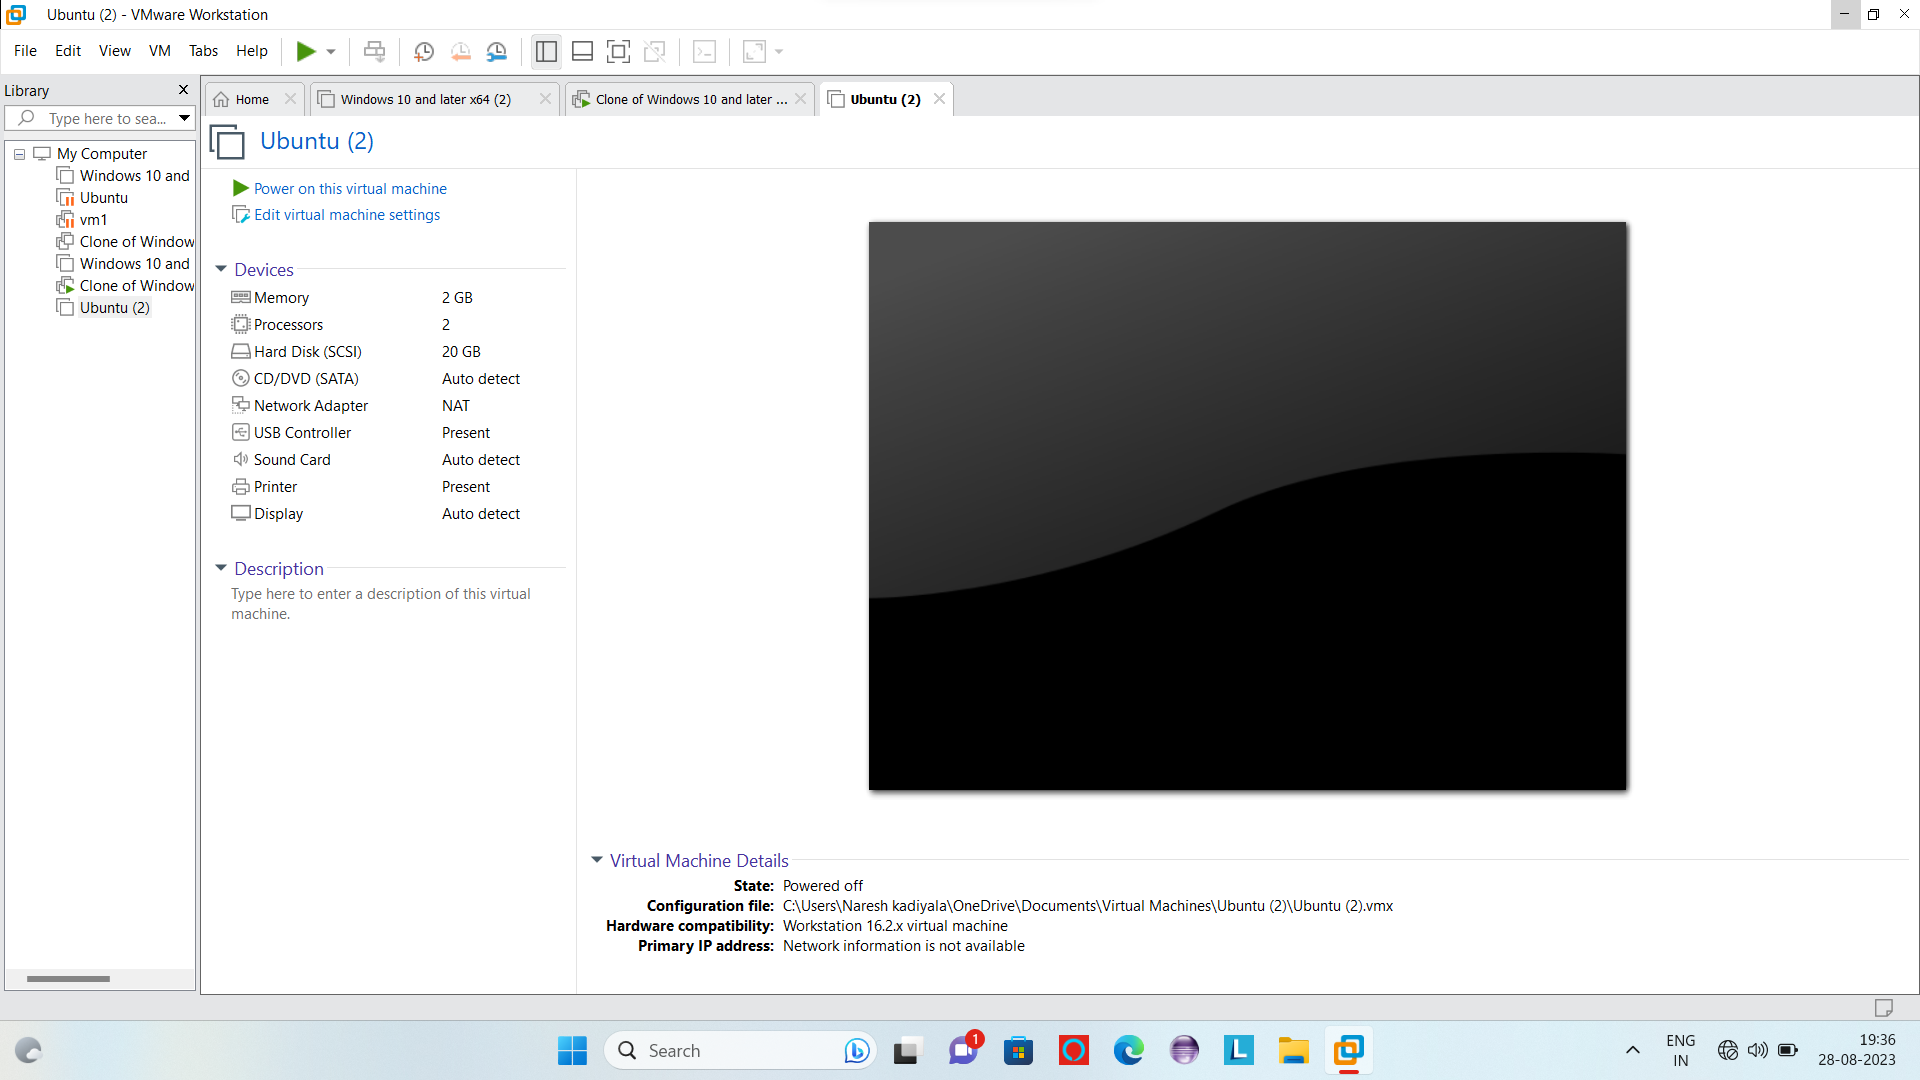 Ubuntu (2) - VMware Workstation
File Edit View VM Tabs Help
Library
Type here to sea...
My Computer
Windows 10 and
Ubuntu
vm1
Clone of Window
Windows 10 and
Clone of Window
Ubuntu (2)
Home
Windows 10 and later x64 (2)
Clone of Windows 10 and later ...
Ubuntu (2)
Ubuntu (2)
Power on this virtual machine
Edit virtual machine settings
Devices
Memory 2 GB
Processors 2
Hard Disk (SCSI) 20 GB
CD/DVD (SATA) Auto detect
Network Adapter NAT
USB Controller Present
Sound Card Auto detect
Printer Present
Display Auto detect
Description
Type here to enter a description of this virtual
machine.
Virtual Machine Details
State: Powered off
Configuration file: C:\Users\Naresh kadiyala\OneDrive\Documents\Virtual Machines\Ubuntu (2)\Ubuntu (2).vmx
Hardware compatibility: Workstation 16.2.x virtual machine
Primary IP address: Network information is not available
Search
1
L
ENG
IN
19:36
28-08-2023